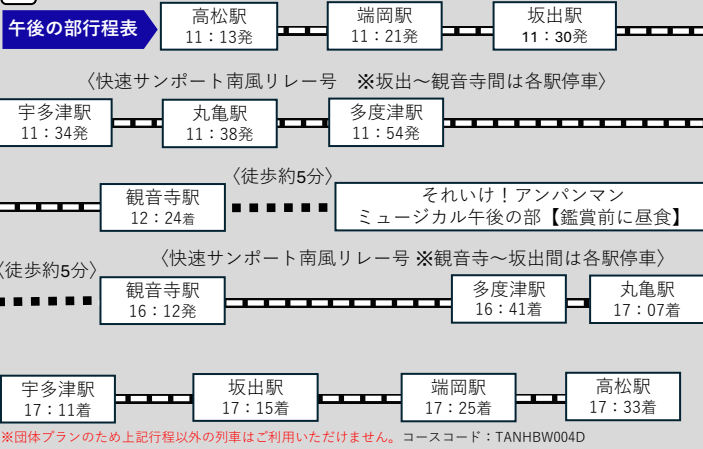 午後の部行程表
高松駅
11：13発
端岡駅
11：21発
坂出駅
11：30発
〈快速サンポート南風リレー号　※坂出～観音寺間は各駅停車〉
宇多津駅
11：34発
丸亀駅
11：38発
多度津駅
11：54発
観音寺駅
12：24着
〈徒歩約5分〉
それいけ！アンパンマン
ミュージカル午後の部【鑑賞前に昼食】
〈徒歩約5分〉
〈快速サンポート南風リレー号 ※観音寺～坂出間は各駅停車〉
観音寺駅
16：12発
多度津駅
16：41着
丸亀駅
17：07着
宇多津駅
17：11着
坂出駅
17：15着
端岡駅
17：25着
高松駅
17：33着
※団体プランのため上記行程以外の列車はご利用いただけません。コースコード：TANHBW004D